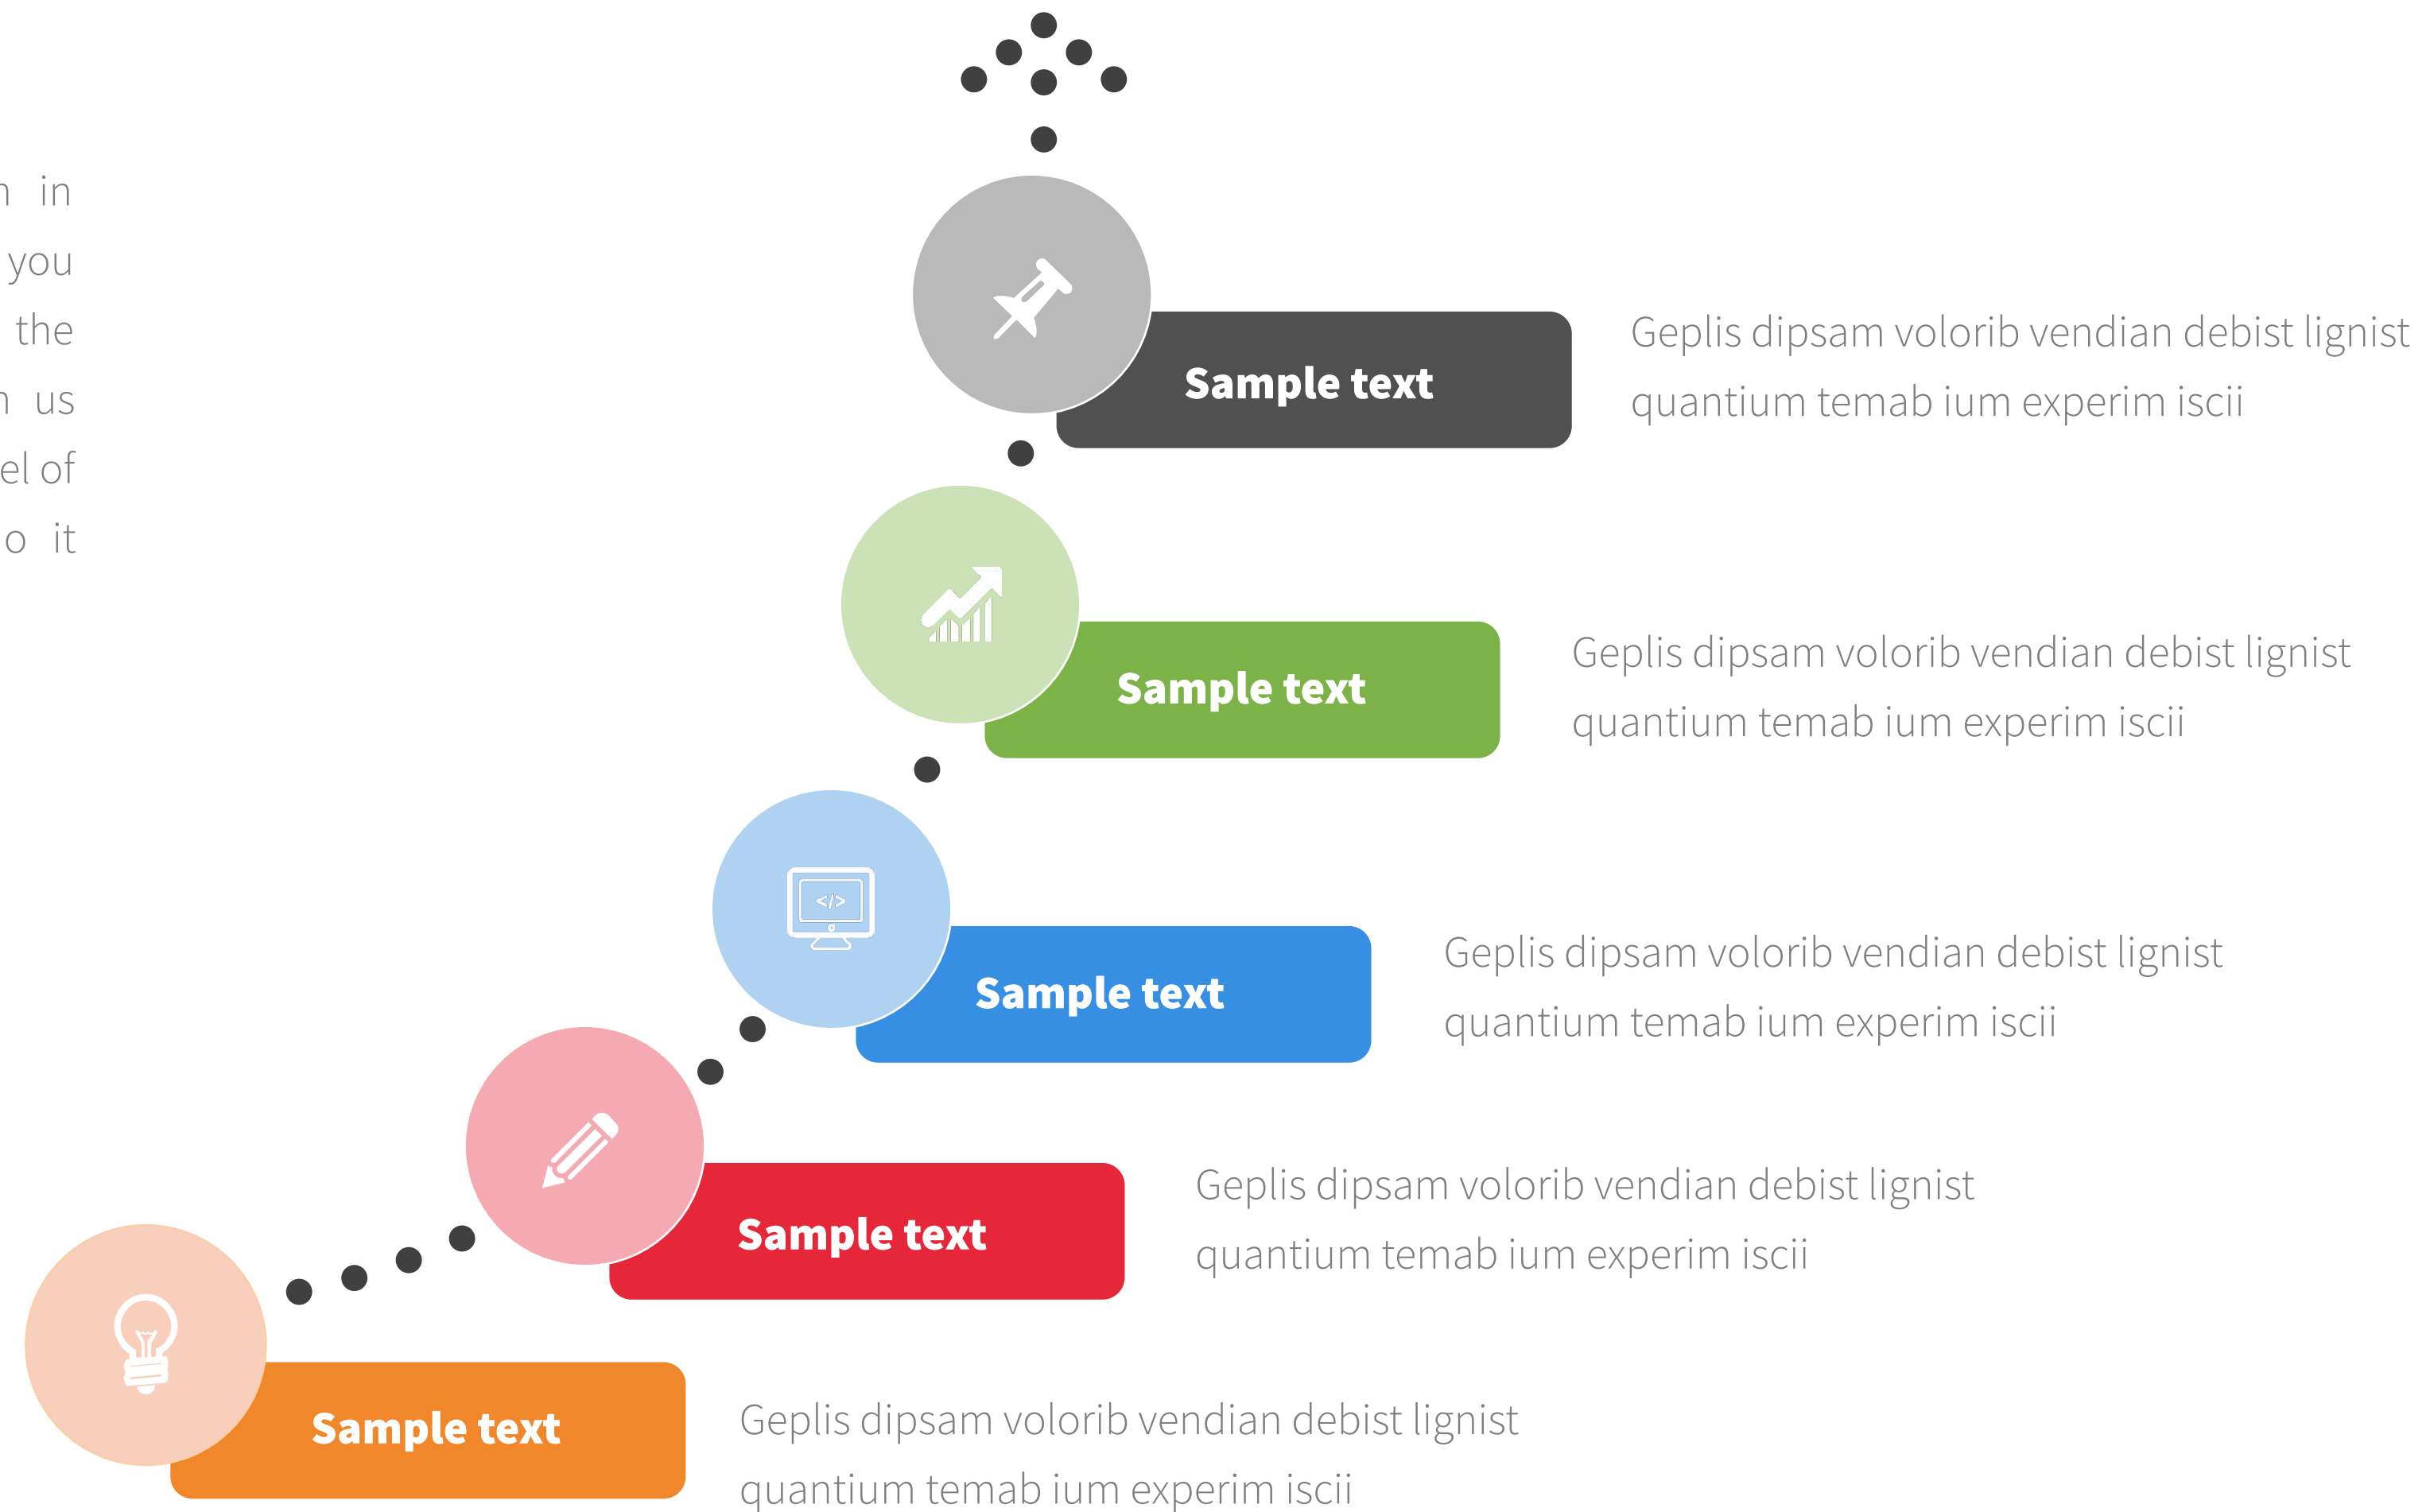 in
you
the
us
of
it
Sample text
Geplis dipsam volorib vendian debist lignist
quantium temab ium experim iscii
Sample text
Geplis dipsam volorib vendian debist lignist
quantium temab ium experim iscii
</>
Sample text
Geplis dipsam volorib vendian debist lignist
quantium temab ium experim iscii
Sample text
Geplis dipsam volorib vendian debist lignist
quantium temab ium experim iscii
Sample text
Geplis dipsam volorib vendian debist lignist
quantium temab ium experim iscii